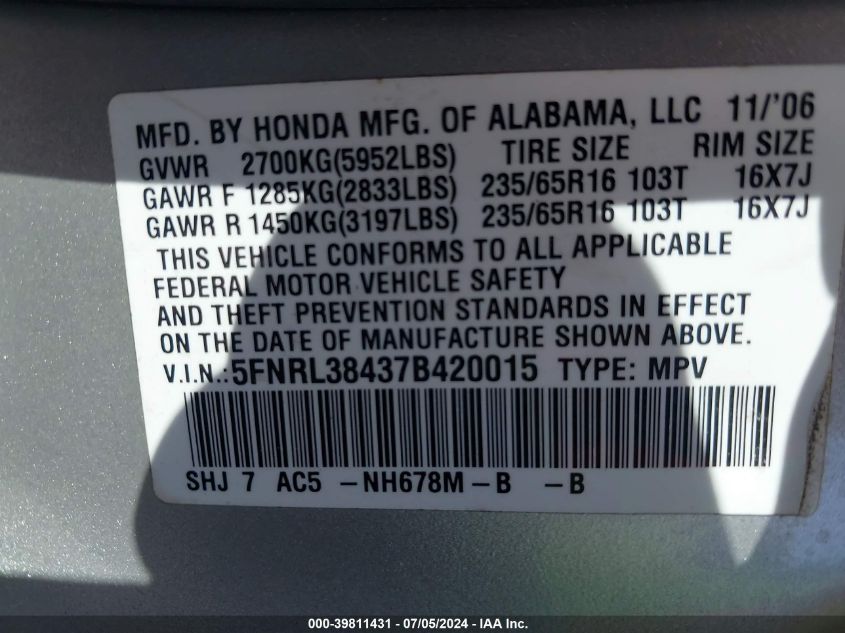 MFD. BY HONDA MFG. OF ALABAMA, LLC 11/'06
GVWR 2700KG(5952LBS) TIRE SIZE RIM SIZE
GAWR F 1285KG(2833LBS) 235/65R16 103T 16X7J
GAWR R 1450KG(3197LBS) 235/65R16 103T 16X7J
THIS VEHICLE CONFORMS TO ALL APPLICABLE
FEDERAL MOTOR VEHICLE SAFETY
AND THEFT PREVENTION STANDARDS IN EFFECT
ON THE DATE OF MANUFACTURE SHOWN ABOVE.
V.I.N.:5FNRL38437B420015 TYPE: MPV
SHJ 7 AC5 -NH678M-B -B
000-39811431 - 07/05/2024 - IAA Inc.